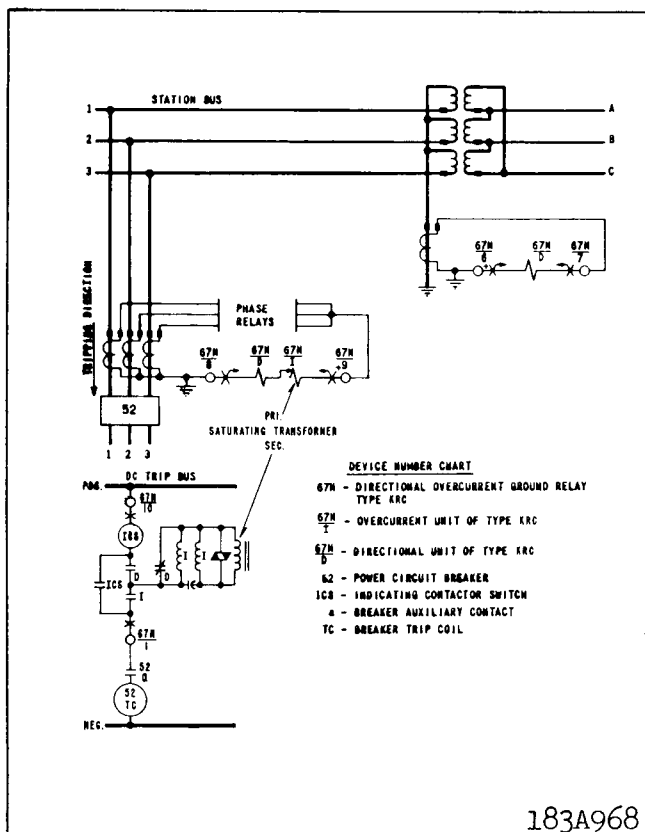 STATION BUS
1
2
3
A
B
C
67N
6
+
67N
D
67N
7
TRIPPING DIRECTION
PHASE
RELAYS
67N
8
67N
D
67N
I
67N
+9
52
1 2 3
PRI.
SATURATING TRANSFORMER
SEC.
DC TRIP BUS
POS.
67N
10
ICS
ICS
D
I
D
I
I
67N
1
52
a
52
TC
NEG.
DEVICE NUMBER CHART
67N - DIRECTIONAL OVERCURRENT GROUND RELAY
TYPE KRC
67N
I - OVERCURRENT UNIT OF TYPE KRC
67N
D - DIRECTIONAL UNIT OF TYPE KRC
52 - POWER CIRCUIT BREAKER
ICS - INDICATING CONTACTOR SWITCH
a - BREAKER AUXILIARY CONTACT
TC - BREAKER TRIP COIL
183A968